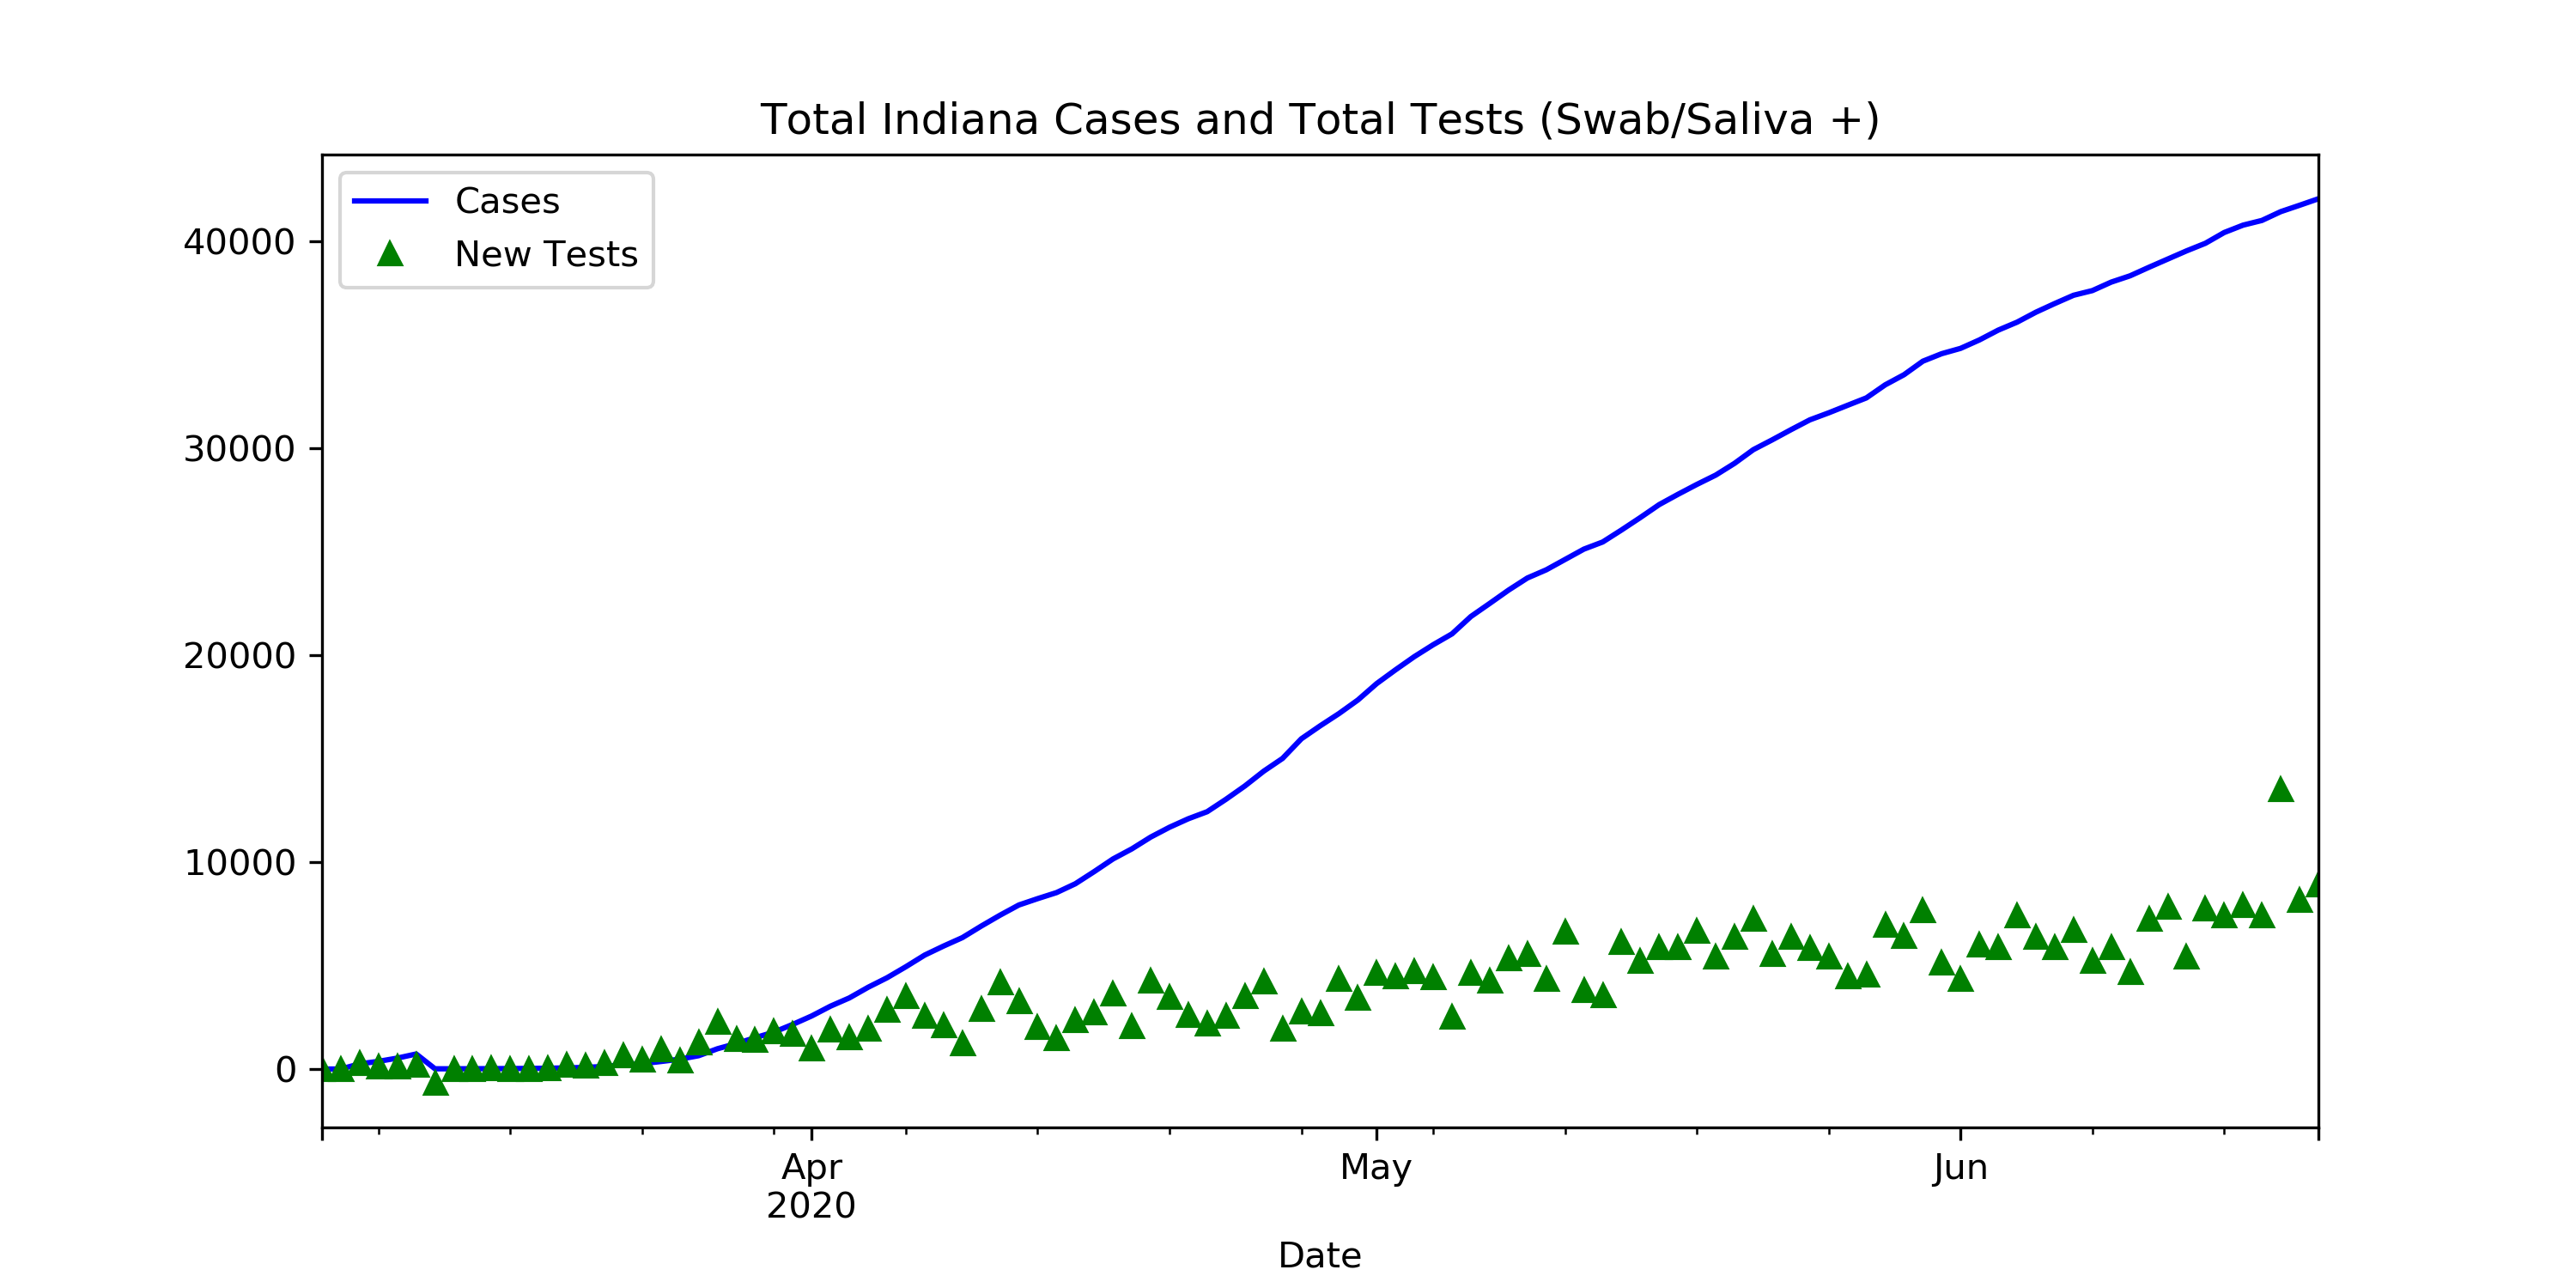 Total Indiana Cases and Total Tests (Swab/Saliva +)
Cases
New Tests
40000
30000
20000
10000
0
Apr
2020
May
Jun
Date